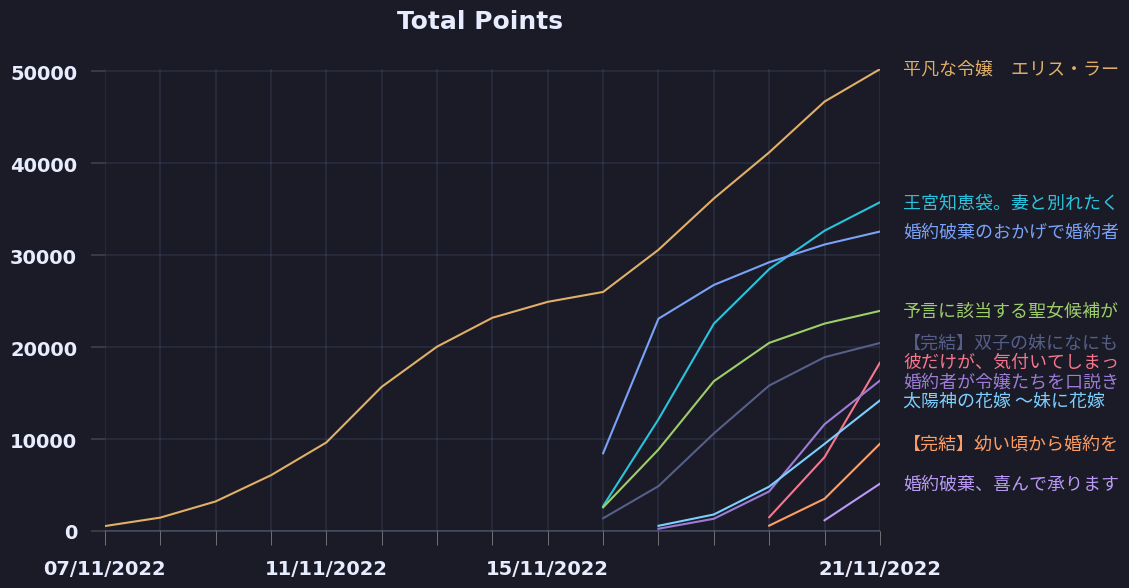 Total Points
50000
40000
30000
20000
10000
0
07/11/2022
11/11/2022
15/11/2022
21/11/2022
平凡な令嬢　エリス・ラー
王宮知恵袋。妻と別れたく
婚約破棄のおかげで婚約者
予言に該当する聖女候補が
【完結】双子の妹になにも
彼だけが、気付いてしまっ
婚約者が令嬢たちを口説き
太陽神の花嫁 ～妹に花嫁
【完結】幼い頃から婚約を
婚約破棄、喜んで承ります